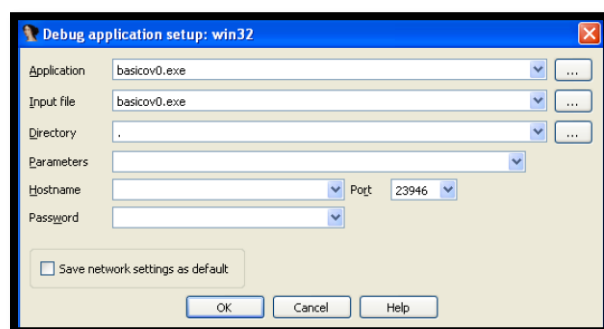 Debug application setup: win32
Application basicov0.exe ...
Input file basicov0.exe ...
Directory . ...
Parameters
Hostname Port 23946
Password
Save network settings as default
OK Cancel Help